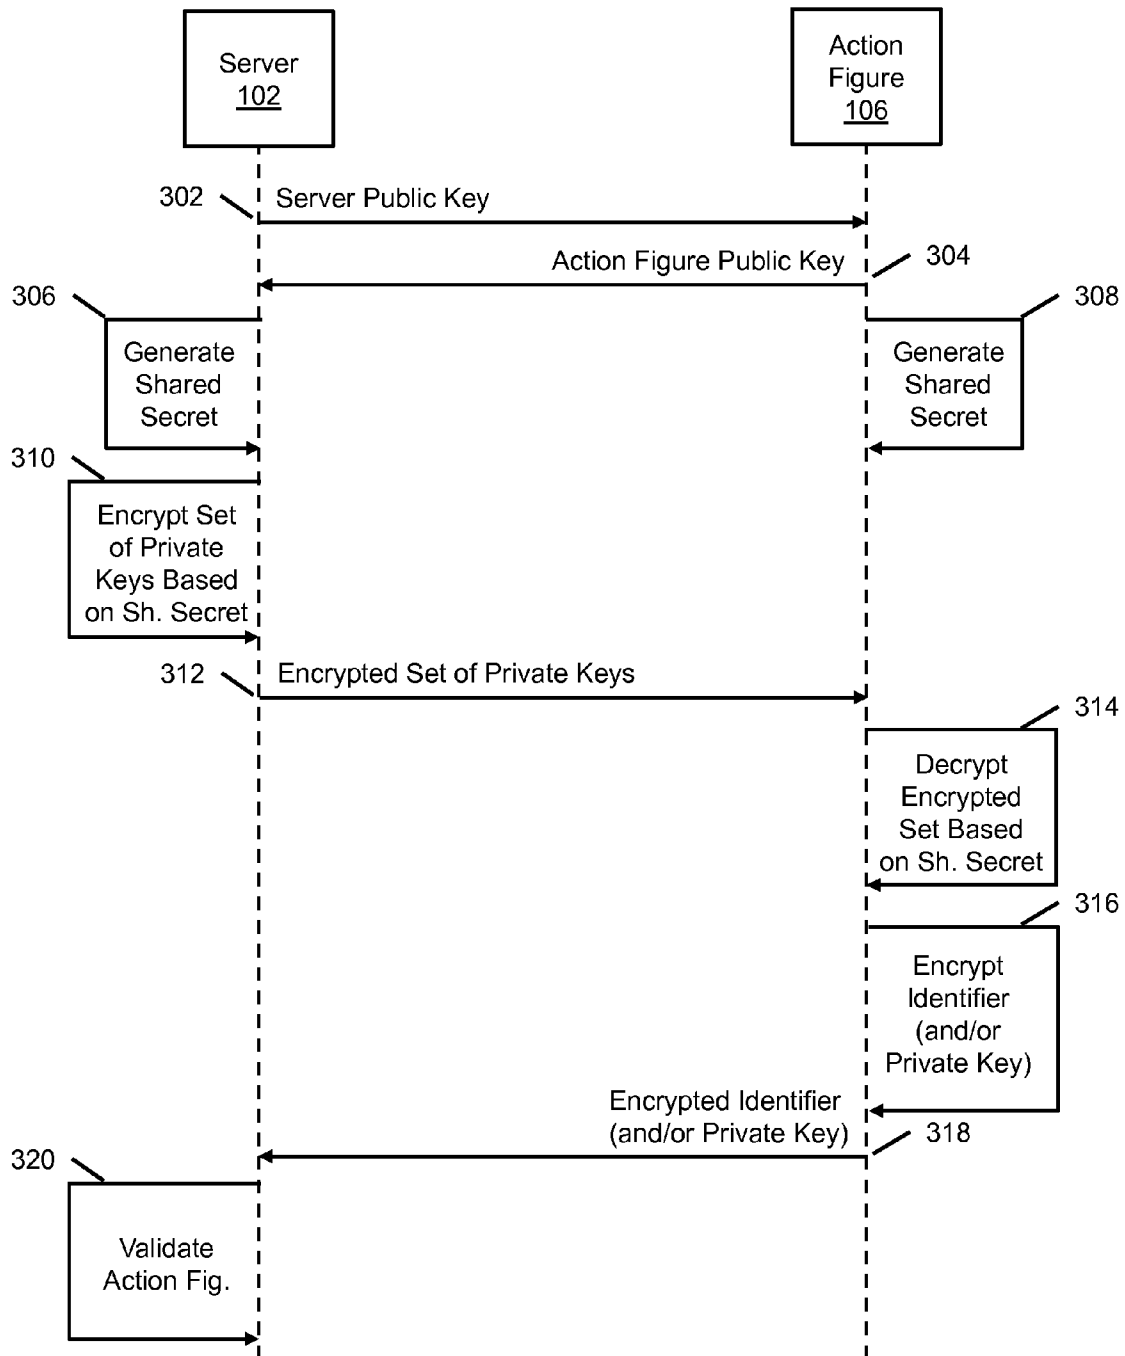 Server
102
Action
Figure
106
302
Server Public Key
Action Figure Public Key
304
306
Generate
Shared
Secret
308
Generate
Shared
Secret
310
Encrypt Set
of Private
Keys Based
on Sh. Secret
312
Encrypted Set of Private Keys
314
Decrypt
Encrypted
Set Based
on Sh. Secret
316
Encrypt
Identifier
(and/or
Private Key)
Encrypted Identifier
(and/or Private Key)
318
320
Validate
Action Fig.